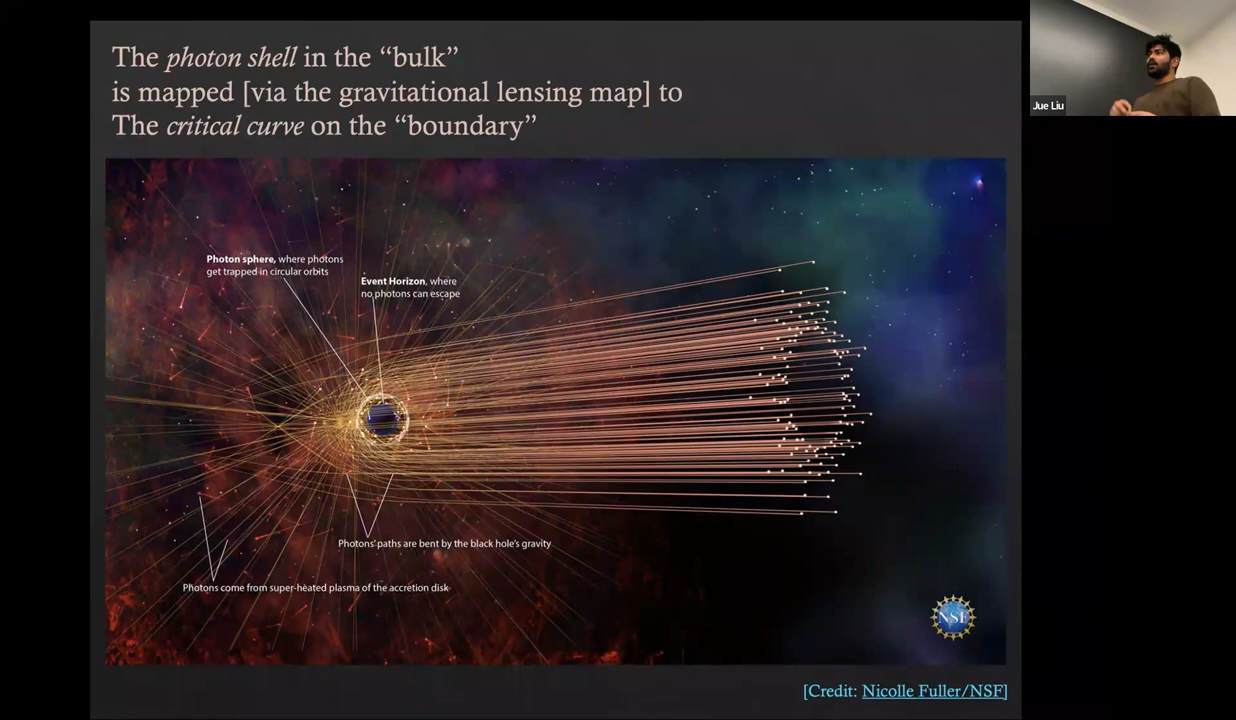 The photon shell in the “bulk”
is mapped [via the gravitational lensing map] to
The critical curve on the “boundary”
Jue Liu
Photon sphere, where photons
get trapped in circular orbits
Event Horizon, where
no photons can escape
Photons’ paths are bent by the black hole’s gravity
Photons come from super-heated plasma of the accretion disk
NSF
[Credit: Nicolle Fuller/NSF]